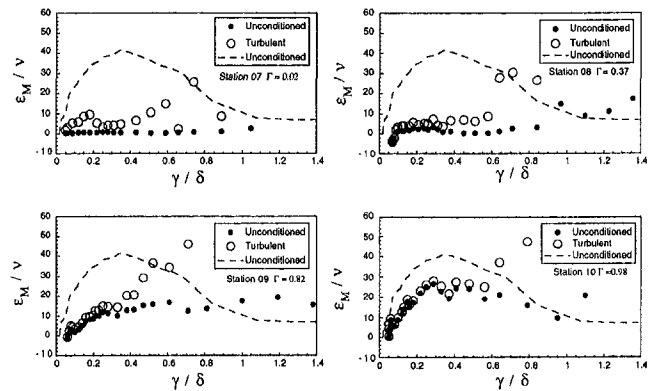 60
50
40
30
20
10
0
-10
ε_M / ν
Unconditioned
Turbulent
Unconditioned
Station 07 Γ = 0.02
0 0.2 0.4 0.6 0.8 1.0 1.2 1.4
γ / δ
60
50
40
30
20
10
0
-10
ε_M / ν
Unconditioned
Turbulent
Unconditioned
Station 08 Γ = 0.37
0 0.2 0.4 0.6 0.8 1.0 1.2 1.4
γ / δ
60
50
40
30
20
10
0
-10
ε_M / ν
Unconditioned
Turbulent
Unconditioned
Station 09 Γ = 0.82
0 0.2 0.4 0.6 0.8 1.0 1.2 1.4
γ / δ
60
50
40
30
20
10
0
-10
ε_M / ν
Unconditioned
Turbulent
Unconditioned
Station 10 Γ = 0.98
0 0.2 0.4 0.6 0.8 1.0 1.2 1.4
γ / δ